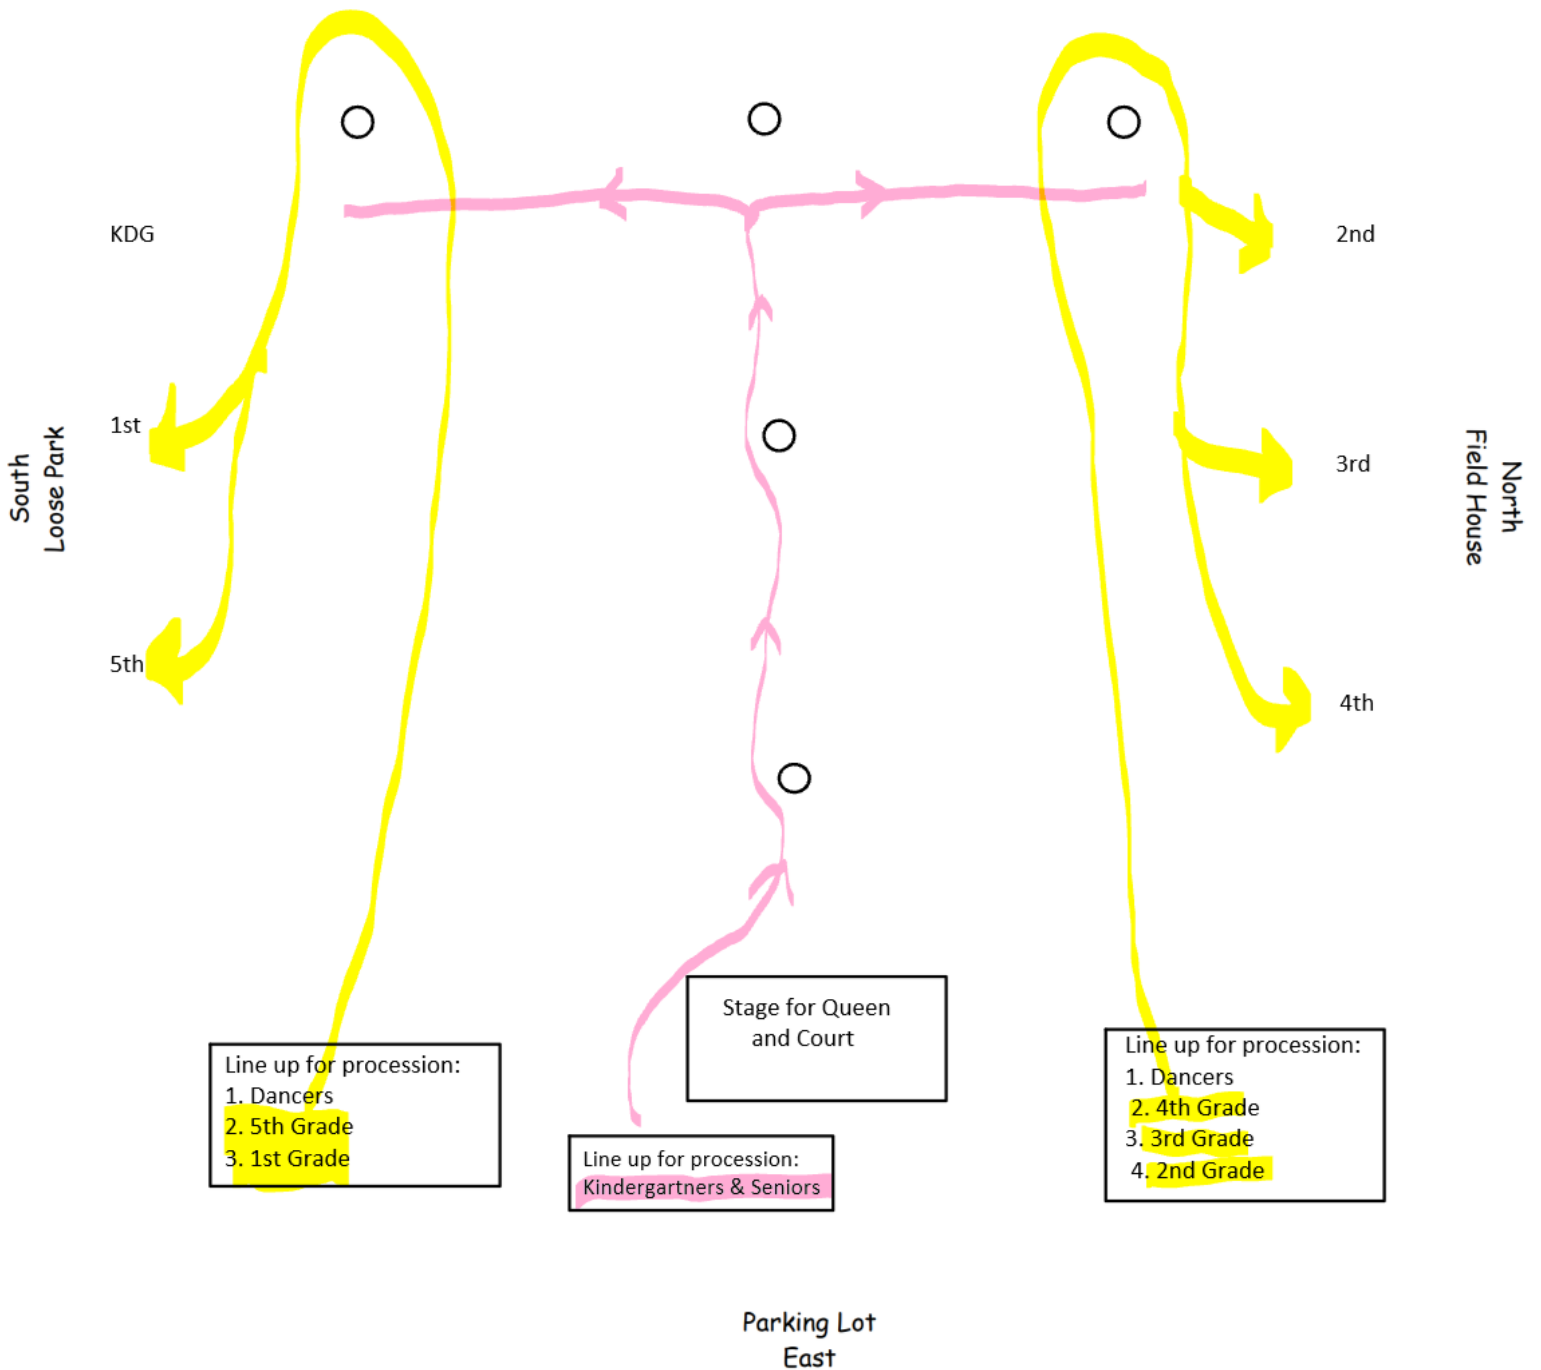 KDG
2nd
1st
3rd
South
Loose Park
North
Field House
5th
4th
Stage for Queen
and Court
Line up for procession:
1. Dancers
2. 5th Grade
3. 1st Grade
Line up for procession:
Kindergartners & Seniors
Line up for procession:
1. Dancers
2. 4th Grade
3. 3rd Grade
4. 2nd Grade
Parking Lot
East